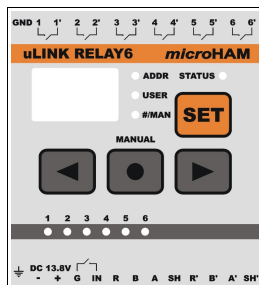 GND 1 1' 2 2' 3 3' 4 4' 5 5' 6 6'
uLINK RELAY6 microHAM
ADDR STATUS
USER
#/MAN
SET
MANUAL
1 2 3 4 5 6
DC 13.8V
- + G IN R B A SH R' B' A' SH'